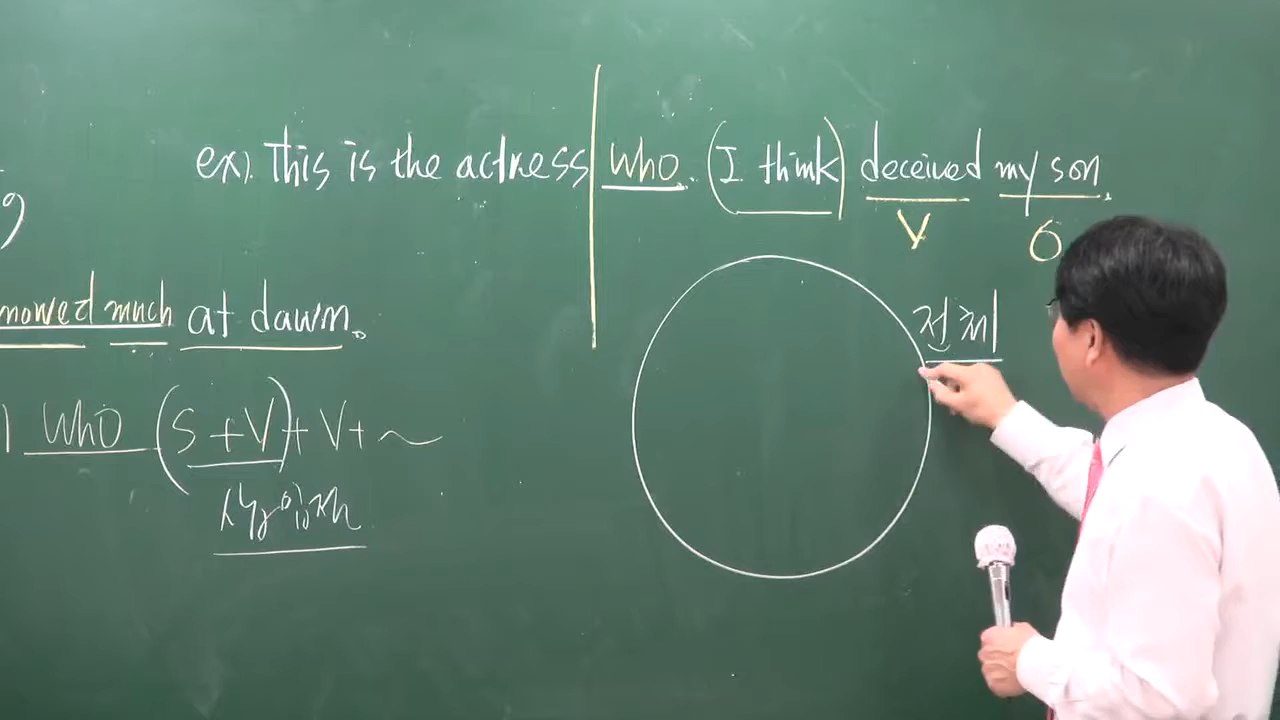 ex). This is the actress who (I think) deceived my son.
V O
g
nowed much at dawn.
전체
) who (S + V) + V + ~
삽입절